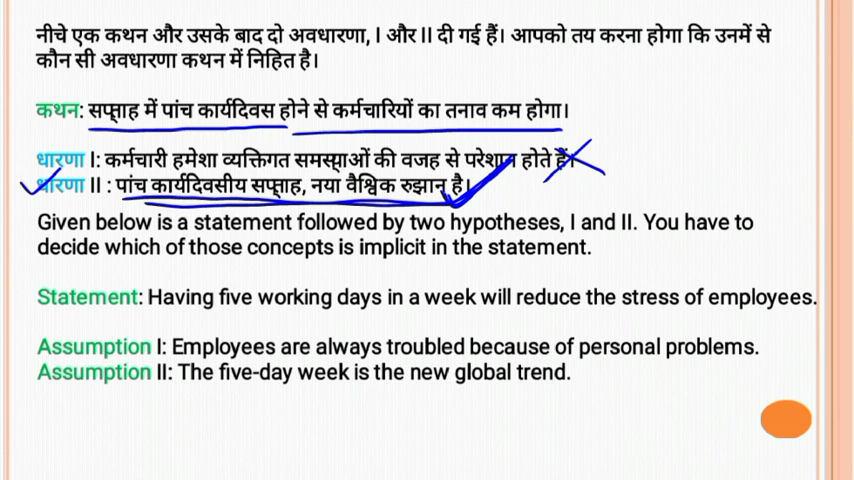 नीचे एक कथन और उसके बाद दो अवधारणा, I और II दी गई हैं। आपको तय करना होगा कि उनमें से
कौन सी अवधारणा कथन में निहित है।
कथन: सप्ताह में पांच कार्यदिवस होने से कर्मचारियों का तनाव कम होगा।
धारणा I: कर्मचारी हमेशा व्यक्तिगत समस्याओं की वजह से परेशान होते हैं।
धारणा II : पांच कार्यदिवसीय सप्ताह, नया वैश्विक रुझान है।
Given below is a statement followed by two hypotheses, I and II. You have to
decide which of those concepts is implicit in the statement.
Statement: Having five working days in a week will reduce the stress of employees.
Assumption I: Employees are always troubled because of personal problems.
Assumption II: The five-day week is the new global trend.